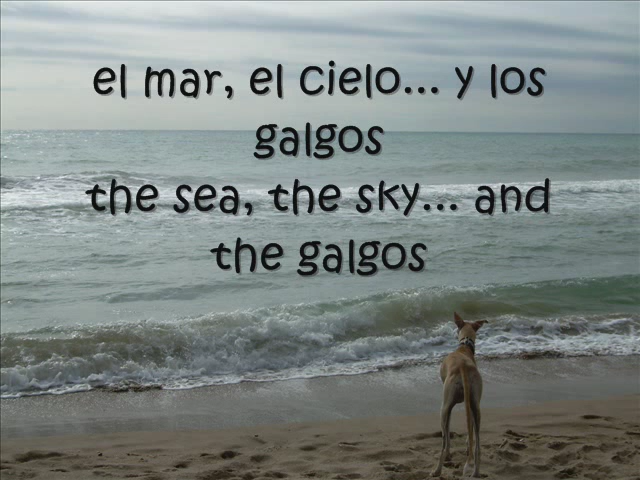 el mar, el cielo... y los
galgos
the sea, the sky... and
the galgos